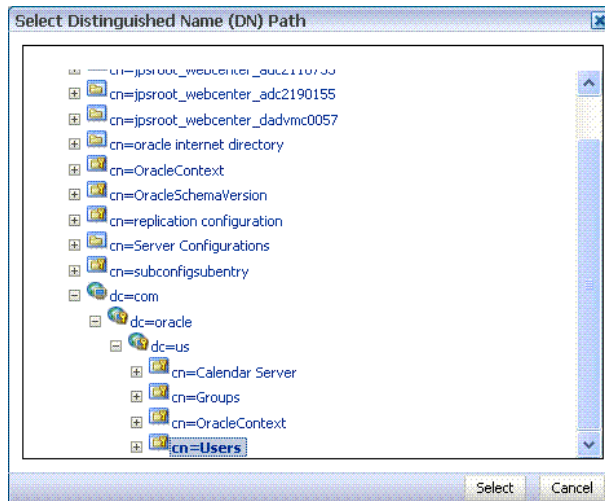 Select Distinguished Name (DN) Path
cn=jpsroot_webcenter_adc2110755
cn=jpsroot_webcenter_adc2190155
cn=jpsroot_webcenter_dadvmc0057
cn=oracle internet directory
cn=OracleContext
cn=OracleSchemaVersion
cn=replication configuration
cn=Server Configurations
cn=subconfigsubentry
dc=com
dc=oracle
dc=us
cn=Calendar Server
cn=Groups
cn=OracleContext
cn=Users
Select Cancel